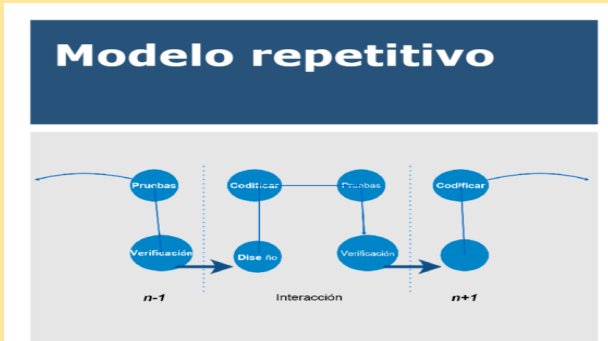 Modelo repetitivo
Pruebas Codificar Pruebas Codificar
Verificación Dise ño Verificación
n-1 Interacción n+1